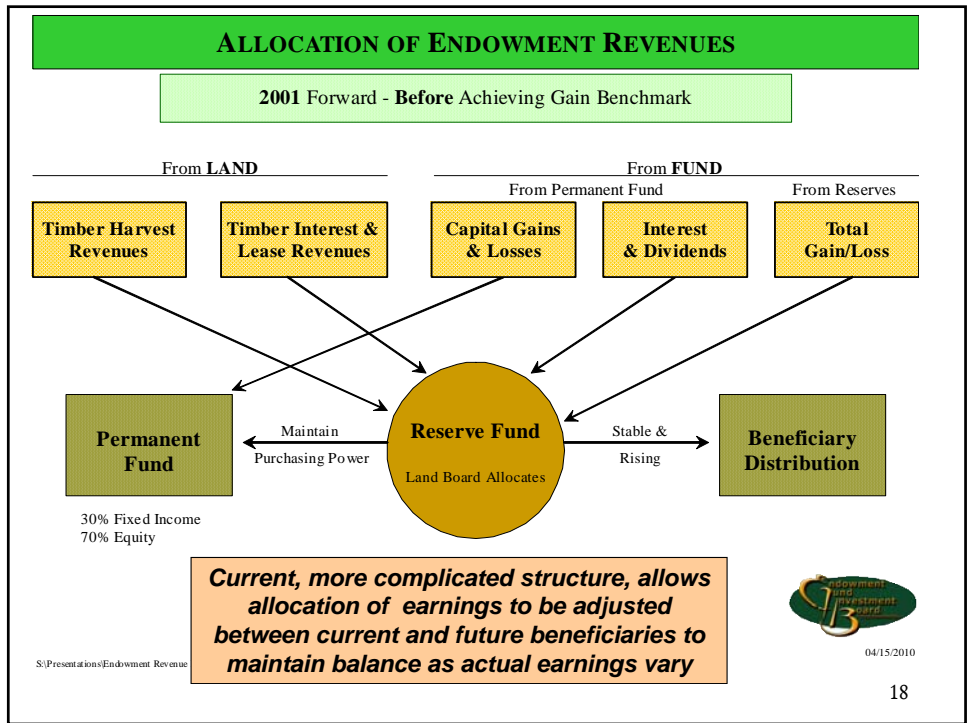 ALLOCATION OF ENDOWMENT REVENUES
2001 Forward - Before Achieving Gain Benchmark
From LAND
From FUND
From Permanent Fund
From Reserves
Timber Harvest
Revenues
Timber Interest &
Lease Revenues
Capital Gains
& Losses
Interest
& Dividends
Total
Gain/Loss
Permanent
Fund
Maintain
Purchasing Power
Reserve Fund
Land Board Allocates
Stable &
Rising
Beneficiary
Distribution
30% Fixed Income
70% Equity
Current, more complicated structure, allows
allocation of earnings to be adjusted
between current and future beneficiaries to
maintain balance as actual earnings vary
Endowment
Fund
Investment
Board
S:\Presentations\Endowment Revenue
04/15/2010
18